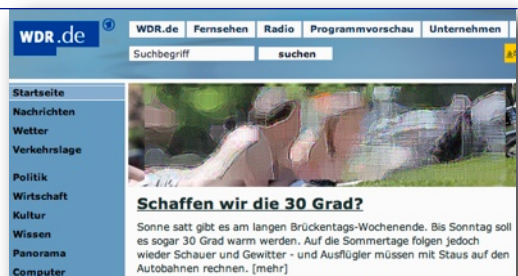 WDR.de
WDR.de Fernsehen Radio Programmvorschau Unternehmen
Suchbegriff suchen
Startseite
Nachrichten
Wetter
Verkehrslage
Politik
Wirtschaft
Kultur
Wissen
Panorama
Computer
Schaffen wir die 30 Grad?
Sonne satt gibt es am langen Brückentags-Wochenende. Bis Sonntag soll
es sogar 30 Grad warm werden. Auf die Sommertage folgen jedoch
wieder Schauer und Gewitter - und Ausflügler müssen mit Staus auf den
Autobahnen rechnen. [mehr]